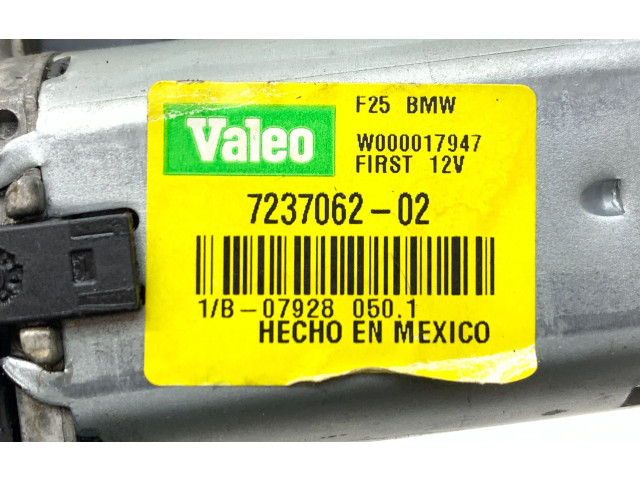 Valeo
F25 BMW
W000017947
FIRST 12V
7237062-02
1/B-07928 050.1
HECHO EN MEXICO